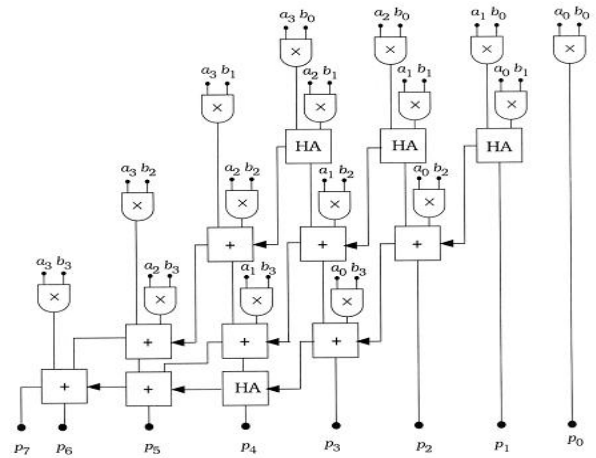 a₃ b₀ a₂ b₀ a₁ b₀ a₀ b₀
× × × ×
a₃ b₁ a₂ b₁ a₁ b₁ a₀ b₁
× × × ×
HA HA HA
a₃ b₂ a₂ b₂ a₁ b₂ a₀ b₂
× × × ×
+ + +
a₃ b₃ a₂ b₃ a₁ b₃ a₀ b₃
× × × ×
+ + +
+ + HA
p₇ p₆ p₅ p₄ p₃ p₂ p₁ p₀